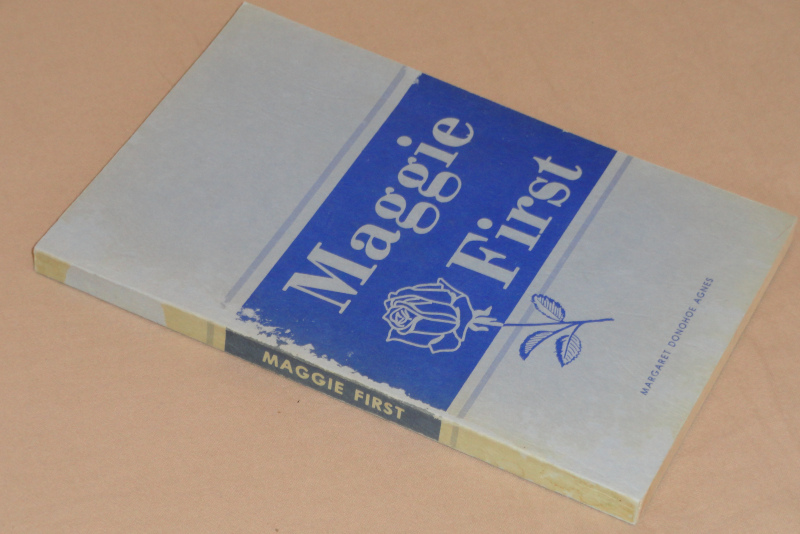 Maggie
First
MARGARET DONOHOE AGNES
MAGGIE FIRST